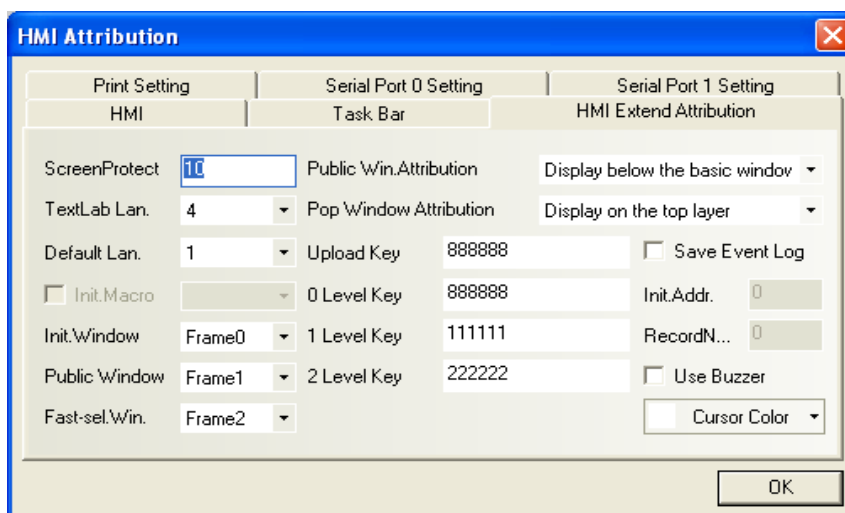 HMI Attribution
Print Setting Serial Port 0 Setting Serial Port 1 Setting
HMI Task Bar HMI Extend Attribution
ScreenProtect 10 Public Win.Attribution Display below the basic windov
TextLab Lan. 4 Pop Window Attribution Display on the top layer
Default Lan. 1 Upload Key 888888 Save Event Log
Init.Macro 0 Level Key 888888 Init.Addr. 0
Init.Window Frame0 1 Level Key 111111 RecordN... 0
Public Window Frame1 2 Level Key 222222 Use Buzzer
Fast-sel.Win. Frame2 Cursor Color
OK